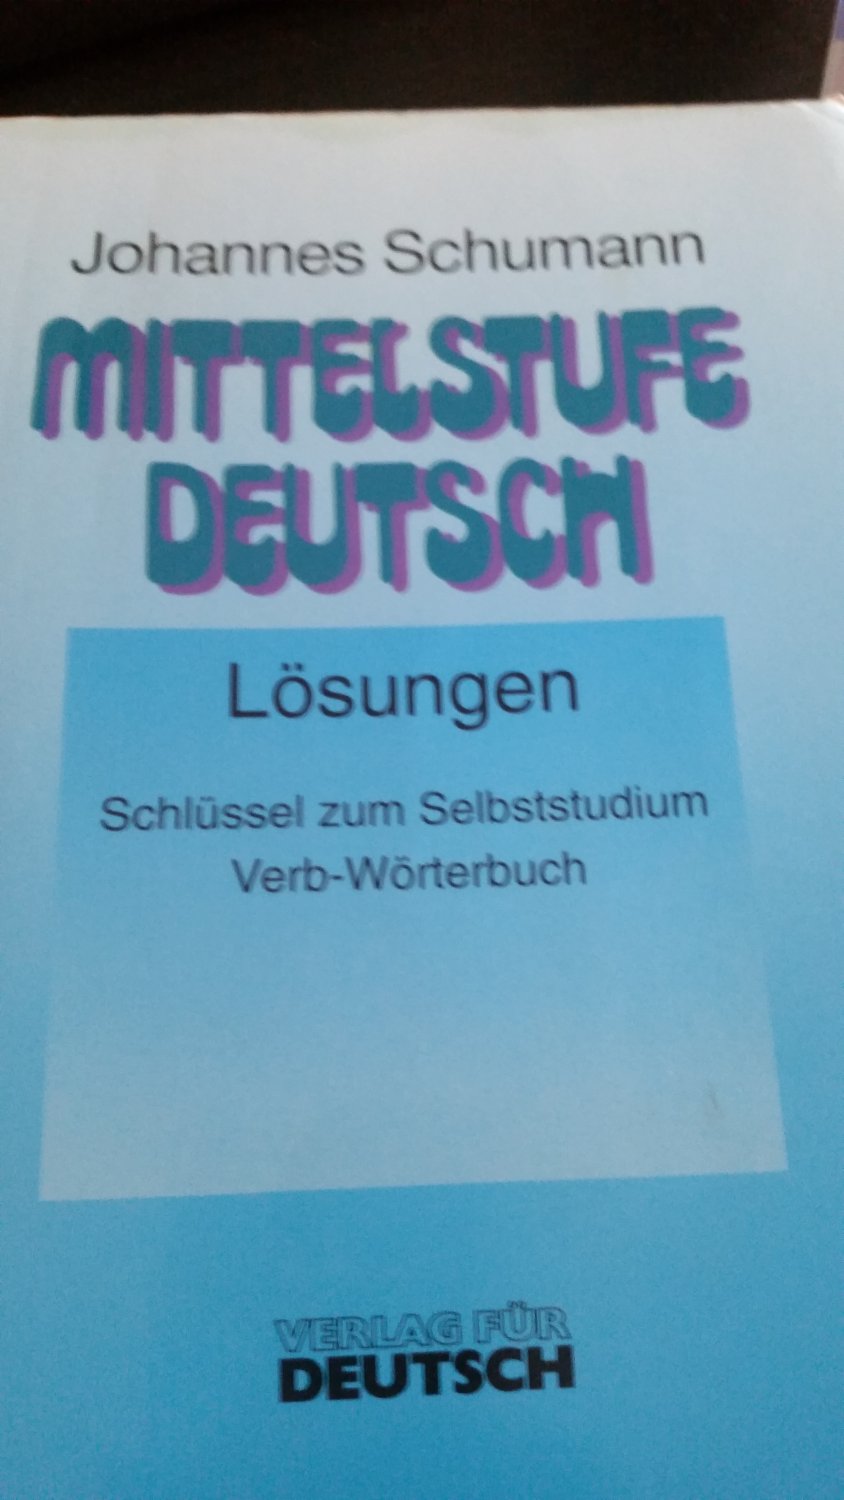 Johannes Schumann
MITTELSTUFE
DEUTSCH
Lösungen
Schlüssel zum Selbststudium
Verb-Wörterbuch
VERLAG FÜR
DEUTSCH